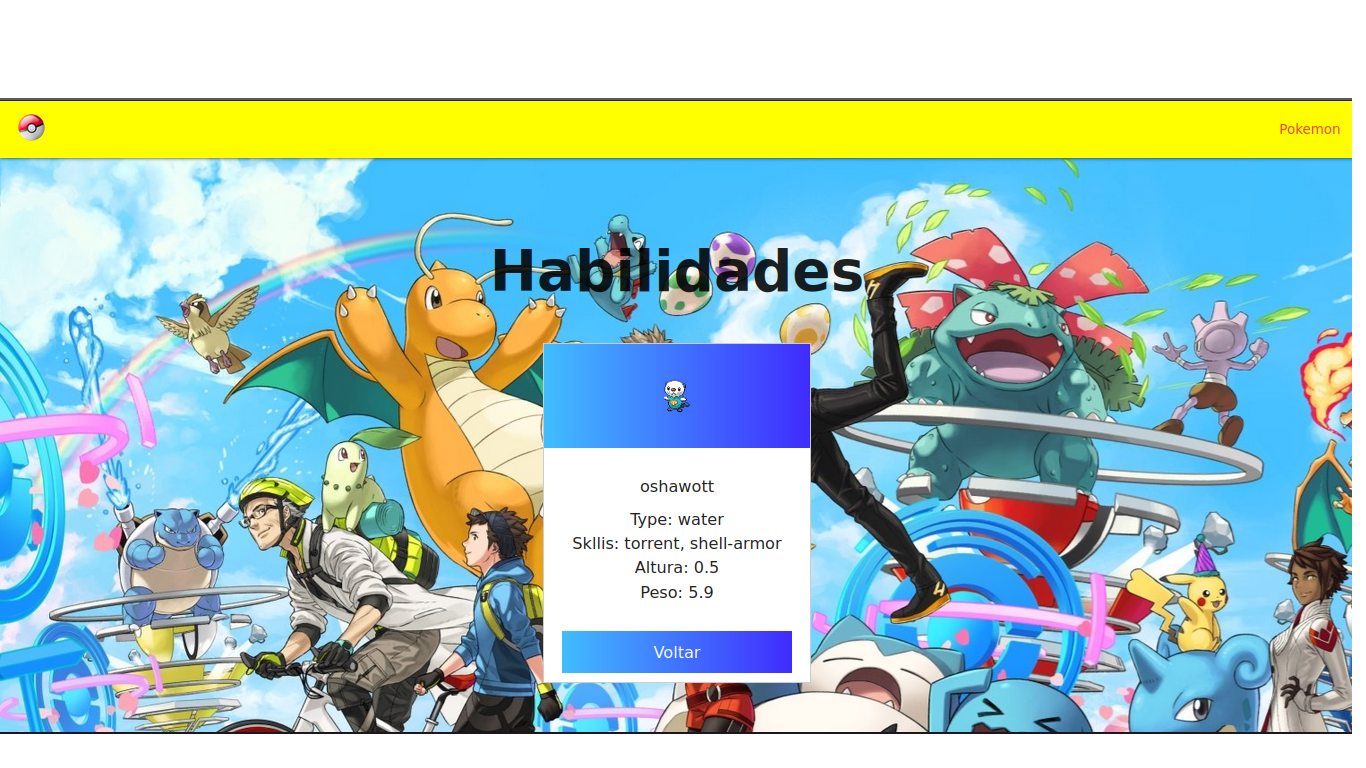 Pokemon
Habilidades
oshawott
Type: water
Skllis: torrent, shell-armor
Altura: 0.5
Peso: 5.9
Voltar